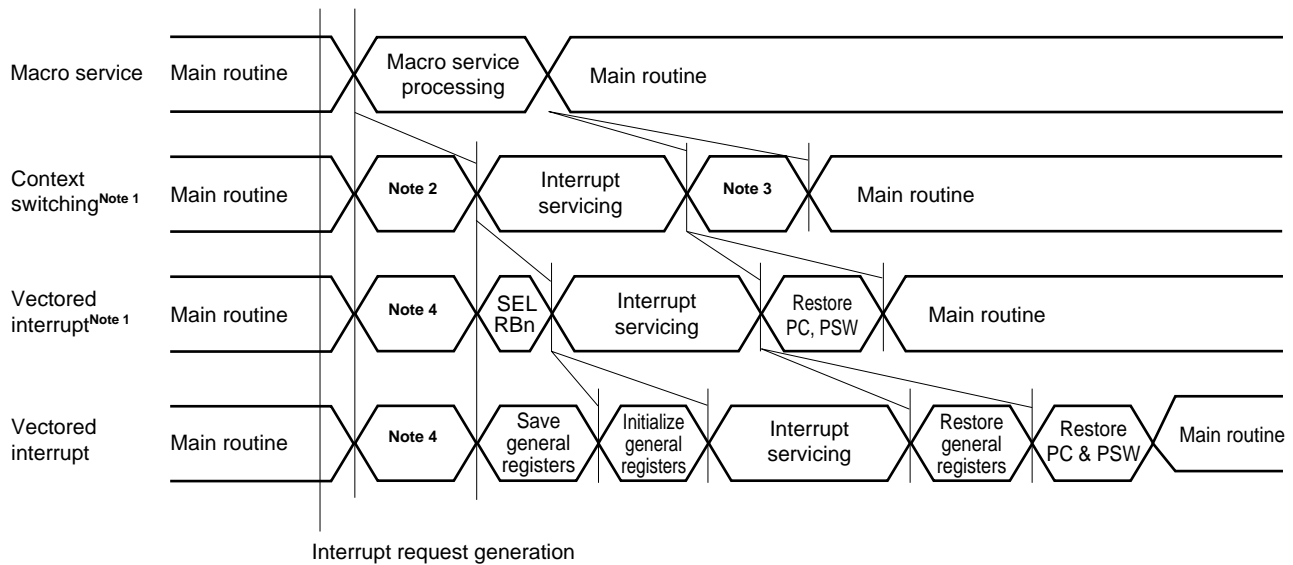 Macro service
Main routine
Macro service
processing
Main routine
Context
switchingNote 1
Main routine
Note 2
Interrupt
servicing
Note 3
Main routine
Vectored
interruptNote 1
Main routine
Note 4
SEL
RBn
Interrupt
servicing
Restore
PC, PSW
Main routine
Vectored
interrupt
Main routine
Note 4
Save
general
registers
Initialize
general
registers
Interrupt
servicing
Restore
general
registers
Restore
PC & PSW
Main routine
Interrupt request generation